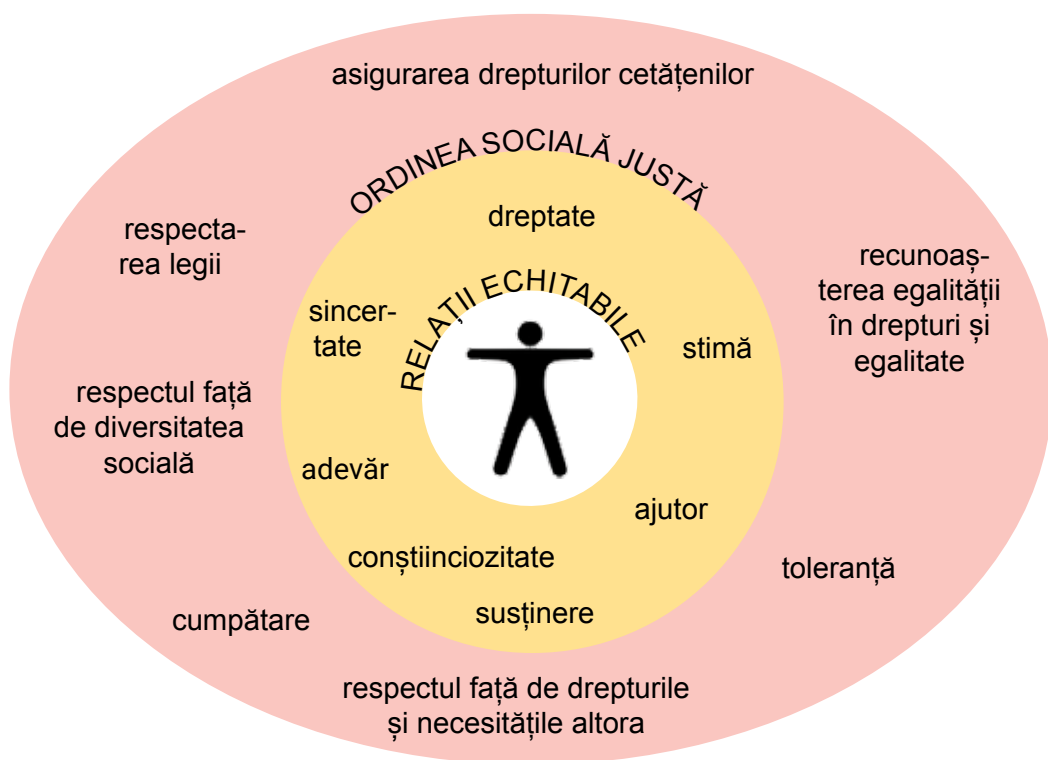 asigurarea drepturilor cetățenilor
ORDINEA SOCIALĂ JUSTĂ
respecta-
rea legii
dreptate
recunoaș-
terea egalității
în drepturi și
egalitate
RELAȚII ECHITABILE
sincer-
tate
stimă
respectul față
de diversitatea
socială
adevăr
ajutor
conștiinciozitate
toleranță
susținere
cumpătare
respectul față de drepturile
și necesitățile altora